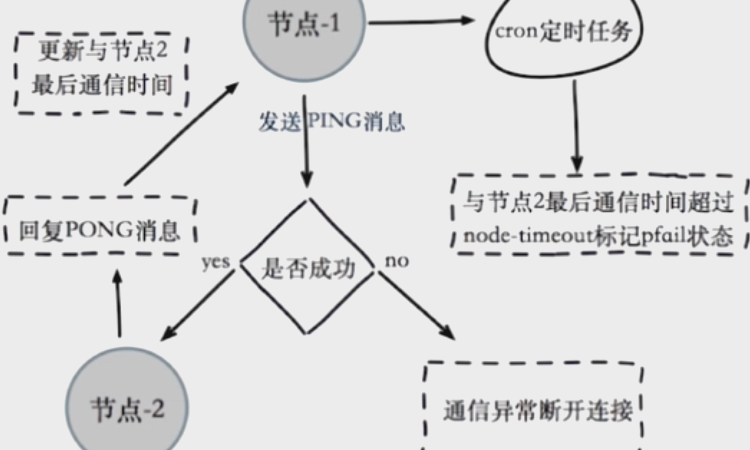 节点-1
cron定时任务
更新与节点2
最后通信时间
发送PING消息
与节点2最后通信时间超过
node-timeout标记pfail状态
回复PONG消息
yes
是否成功
no
节点-2
通信异常断开连接